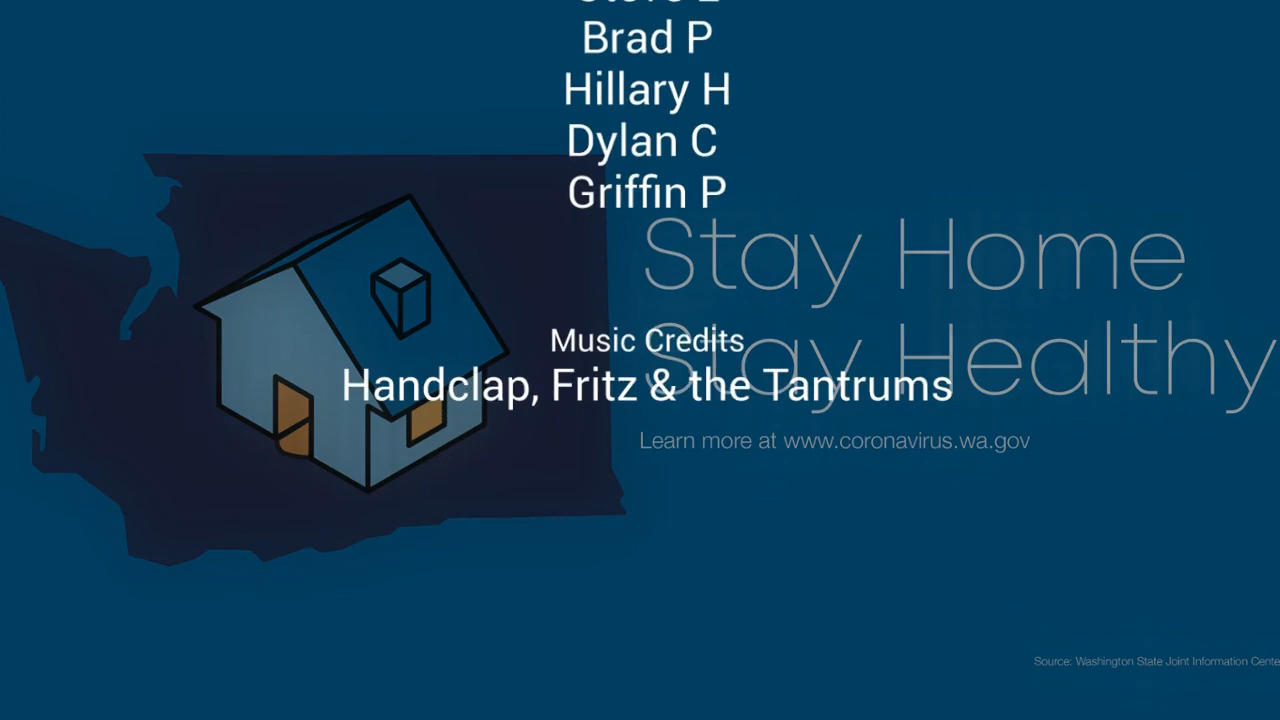 Brad P
Hillary H
Dylan C
Griffin P
Stay Home
Stay Healthy
Music Credits
Handclap, Fritz & the Tantrums
Learn more at www.coronavirus.wa.gov
Source: Washington State Joint Information Cente